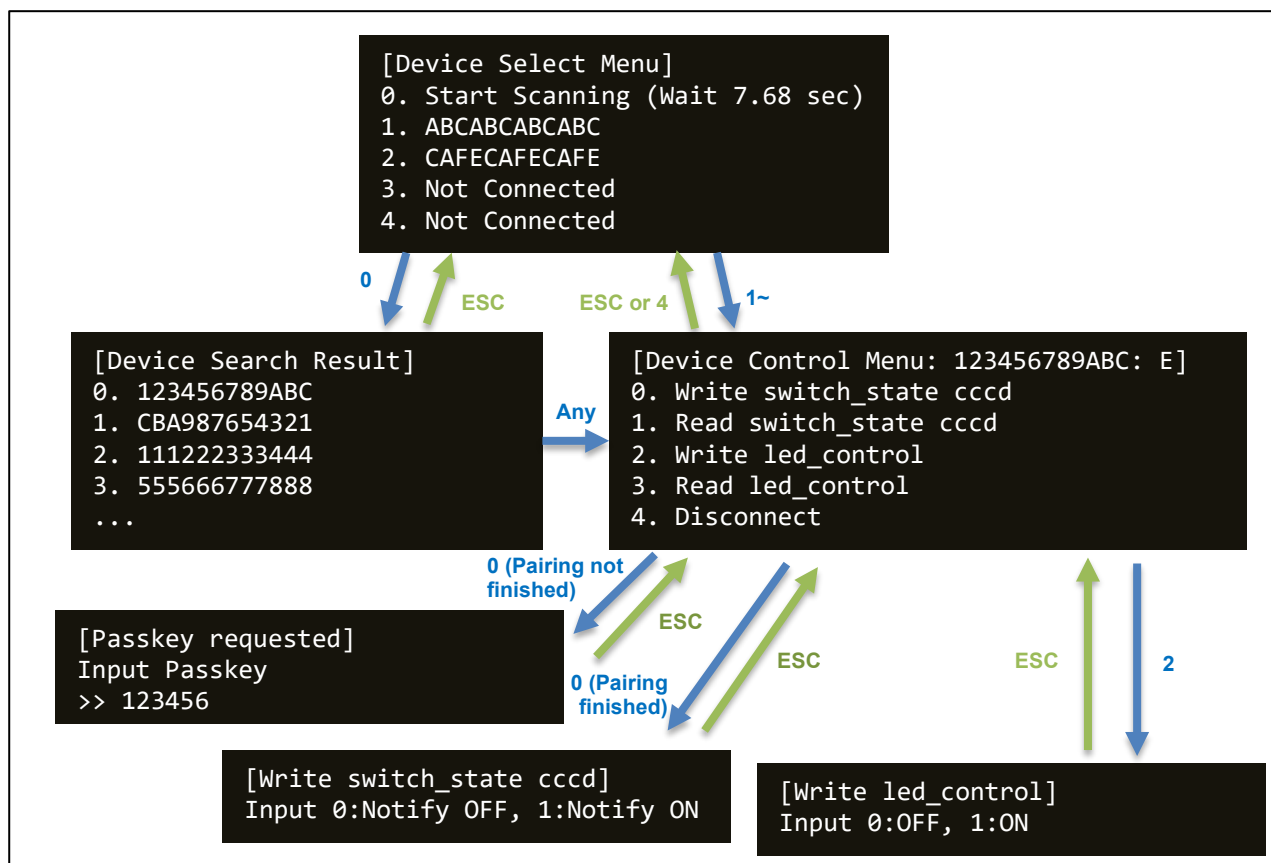 [Device Select Menu]
0. Start Scanning (Wait 7.68 sec)
1. ABCABCABCABC
2. CAFECAFECAFE
3. Not Connected
4. Not Connected
0
ESC
ESC or 4
1~
[Device Search Result]
0. 123456789ABC
1. CBA987654321
2. 111222333444
3. 555666777888
...
Any
[Device Control Menu: 123456789ABC: E]
0. Write switch_state cccd
1. Read switch_state cccd
2. Write led_control
3. Read led_control
4. Disconnect
0 (Pairing not
finished)
ESC
[Passkey requested]
Input Passkey
>> 123456
0 (Pairing
finished)
ESC
ESC
2
[Write switch_state cccd]
Input 0:Notify OFF, 1:Notify ON
[Write led_control]
Input 0:OFF, 1:ON